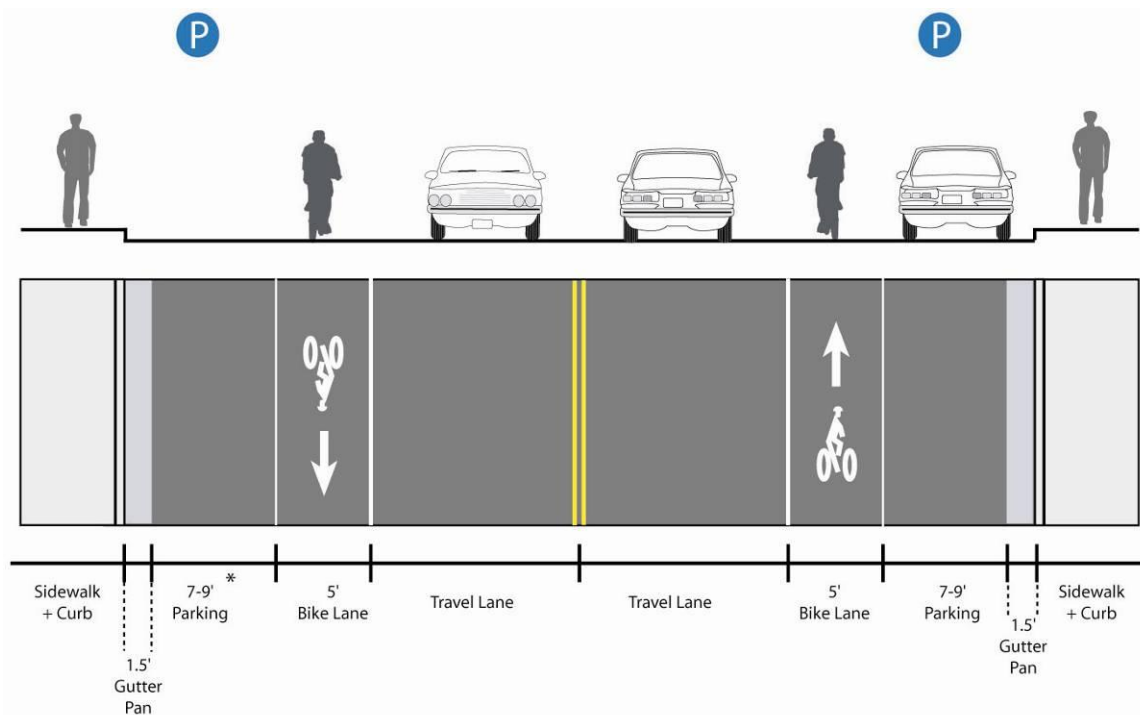 P
P
Sidewalk
+ Curb
1.5'
Gutter
Pan
7-9' *
Parking
5'
Bike Lane
Travel Lane
Travel Lane
5'
Bike Lane
7-9'
Parking
1.5'
Gutter
Pan
Sidewalk
+ Curb